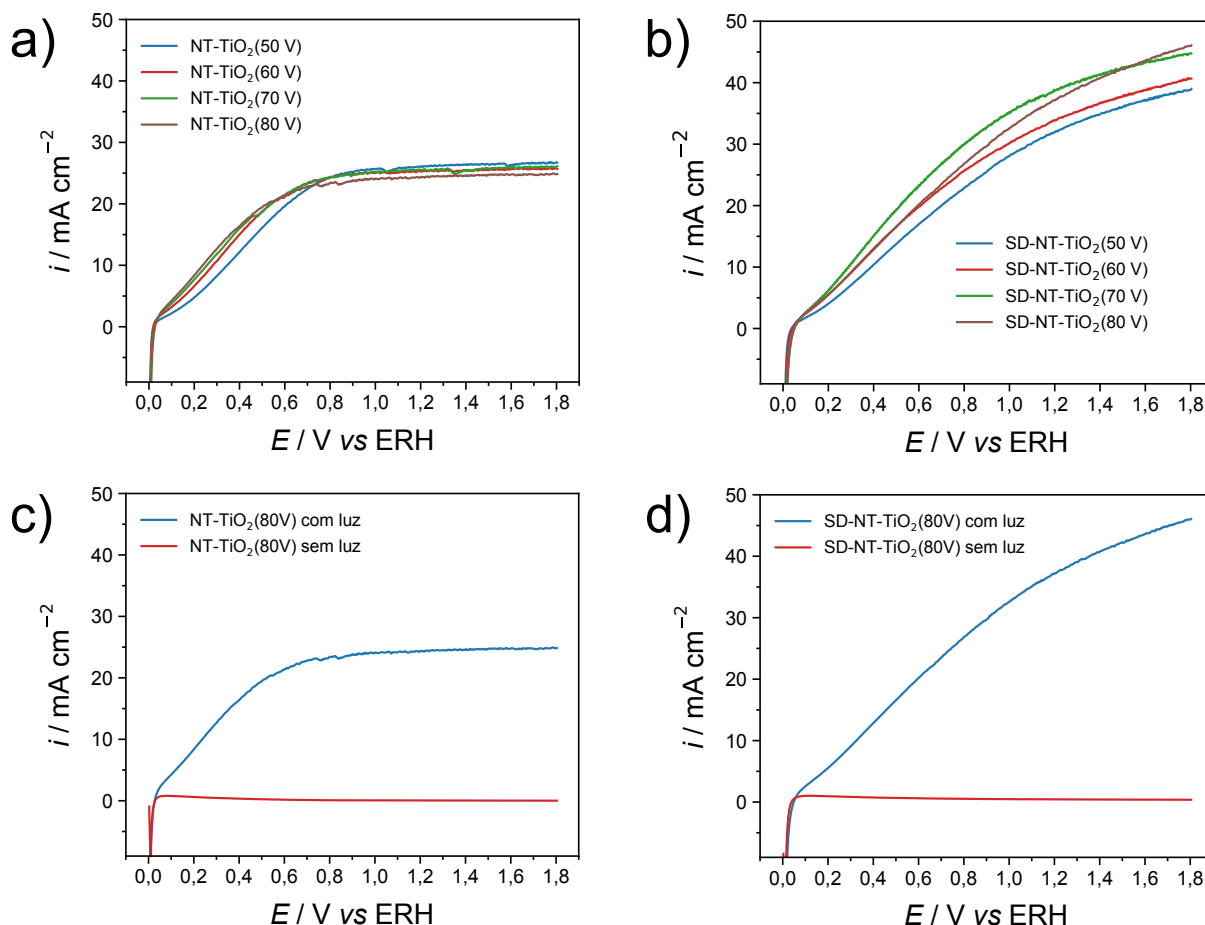 a)
NT-TiO₂(50 V)
NT-TiO₂(60 V)
NT-TiO₂(70 V)
NT-TiO₂(80 V)
50
40
30
20
10
0
i / mA cm⁻²
0,0 0,2 0,4 0,6 0,8 1,0 1,2 1,4 1,6 1,8
E / V vs ERH
b)
50
40
30
20
10
0
i / mA cm⁻²
SD-NT-TiO₂(50 V)
SD-NT-TiO₂(60 V)
SD-NT-TiO₂(70 V)
SD-NT-TiO₂(80 V)
0,0 0,2 0,4 0,6 0,8 1,0 1,2 1,4 1,6 1,8
E / V vs ERH
c)
NT-TiO₂(80V) com luz
NT-TiO₂(80V) sem luz
50
40
30
20
10
0
i / mA cm⁻²
0,0 0,2 0,4 0,6 0,8 1,0 1,2 1,4 1,6 1,8
E / V vs ERH
d)
SD-NT-TiO₂(80V) com luz
SD-NT-TiO₂(80V) sem luz
50
40
30
20
10
0
i / mA cm⁻²
0,0 0,2 0,4 0,6 0,8 1,0 1,2 1,4 1,6 1,8
E / V vs ERH